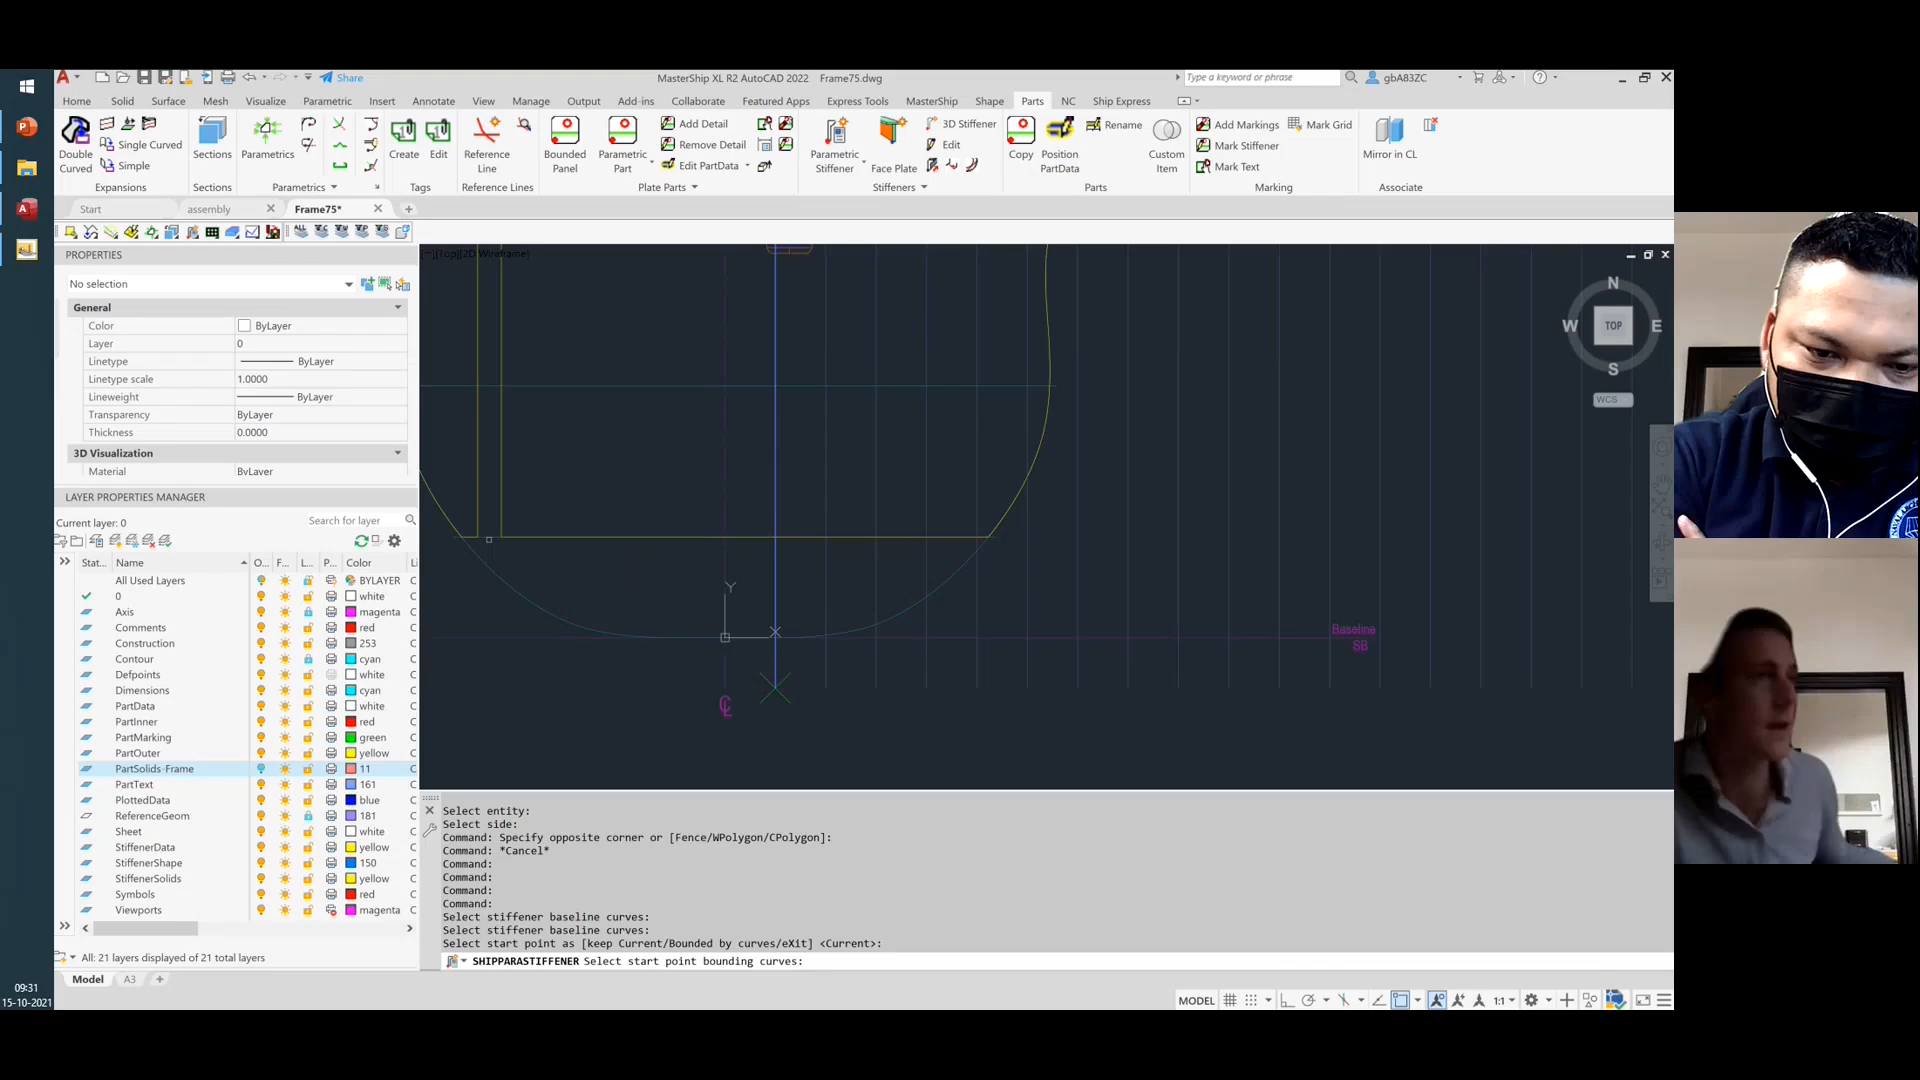 Share
MasterShip XL R2 AutoCAD 2022 Frame75.dwg
Type a keyword or phrase
gbA83ZC
Home Solid Surface Mesh Visualize Parametric Insert Annotate View Manage Output Add-ins Collaborate Featured Apps Express Tools MasterShip Shape Parts NC Ship Express
Double Curved
Single Curved
Simple
Expansions
Sections
Sections
Parametrics
Parametrics
Create
Edit
Tags
Reference Line
Reference Lines
Bounded Panel
Parametric Part
Add Detail
Remove Detail
Edit PartData
Plate Parts
Parametric Stiffener
Face Plate
3D Stiffener
Edit
Stiffeners
Copy
Position PartData
Rename
Custom Item
Parts
Add Markings
Mark Grid
Mark Stiffener
Mark Text
Marking
Mirror in CL
Associate
Start
assembly
Frame75*
PROPERTIES
No selection
General
Color ByLayer
Layer 0
Linetype ByLayer
Linetype scale 1.0000
Lineweight ByLayer
Transparency ByLayer
Thickness 0.0000
3D Visualization
Material ByLayer
LAYER PROPERTIES MANAGER
Current layer: 0
Search for layer
Stat... Name O... F... L... P... Color Li
All Used Layers BYLAYER C
0 white C
Axis magenta C
Comments red C
Construction 253 C
Contour cyan C
Defpoints white C
Dimensions cyan C
PartData white C
PartInner red C
PartMarking green C
PartOuter yellow C
PartSolids-Frame 11 C
PartText 161 C
PlottedData blue C
ReferenceGeom 181 C
Sheet white C
StiffenerData yellow C
StiffenerShape 150 C
StiffenerSolids yellow C
Symbols red C
Viewports magenta C
All: 21 layers displayed of 21 total layers
Model A3
[−][Top][2D Wireframe]
N
W TOP E
S
WCS
Y
X
CL
Baseline
SB
Select entity:
Select side:
Command: Specify opposite corner or [Fence/WPolygon/CPolygon]:
Command: *Cancel*
Command:
Command:
Command:
Command:
Select stiffener baseline curves:
Select stiffener baseline curves:
Select start point as [keep Current/Bounded by curves/eXit] <Current>:
SHIPPARASTIFFENER Select start point bounding curves:
MODEL
1:1
09:31
15-10-2021